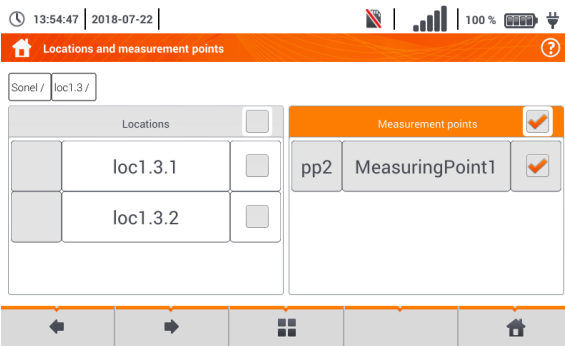 13:54:47 2018-07-22 100 %
Locations and measurement points ?
Sonel / loc1.3 /
Locations Measurement points
loc1.3.1 pp2 MeasuringPoint1
loc1.3.2